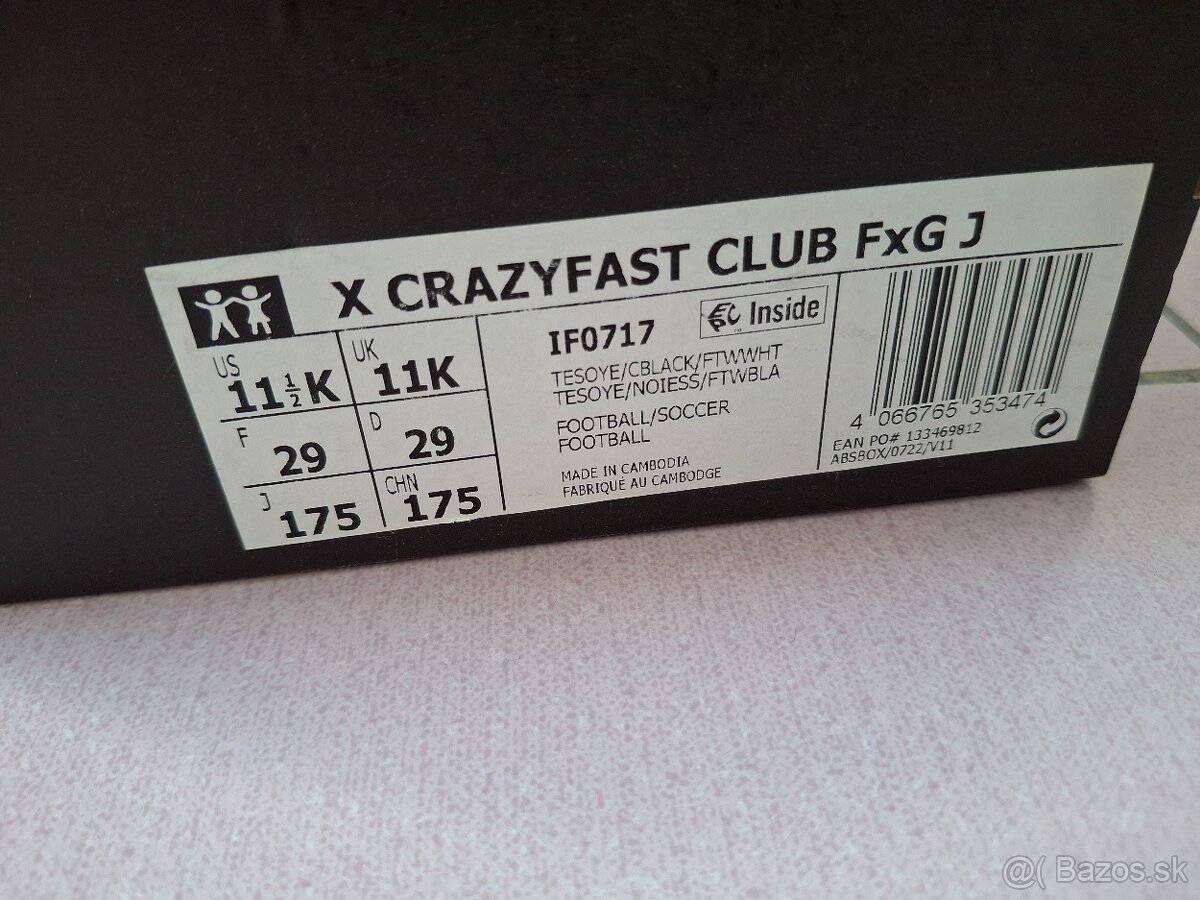 X CRAZYFAST CLUB FxG J
US 11½K
UK 11K
F 29
D 29
J 175
CHN 175
IF0717
EPC Inside
TESOYE/CBLACK/FTWWHT
TESOYE/NOIESS/FTWBLA
FOOTBALL/SOCCER
FOOTBALL
MADE IN CAMBODIA
FABRIQUÉ AU CAMBODGE
4 066765 353474
EAN PO# 133469812
ABSBOX/0722/V11
@( Bazos.sk